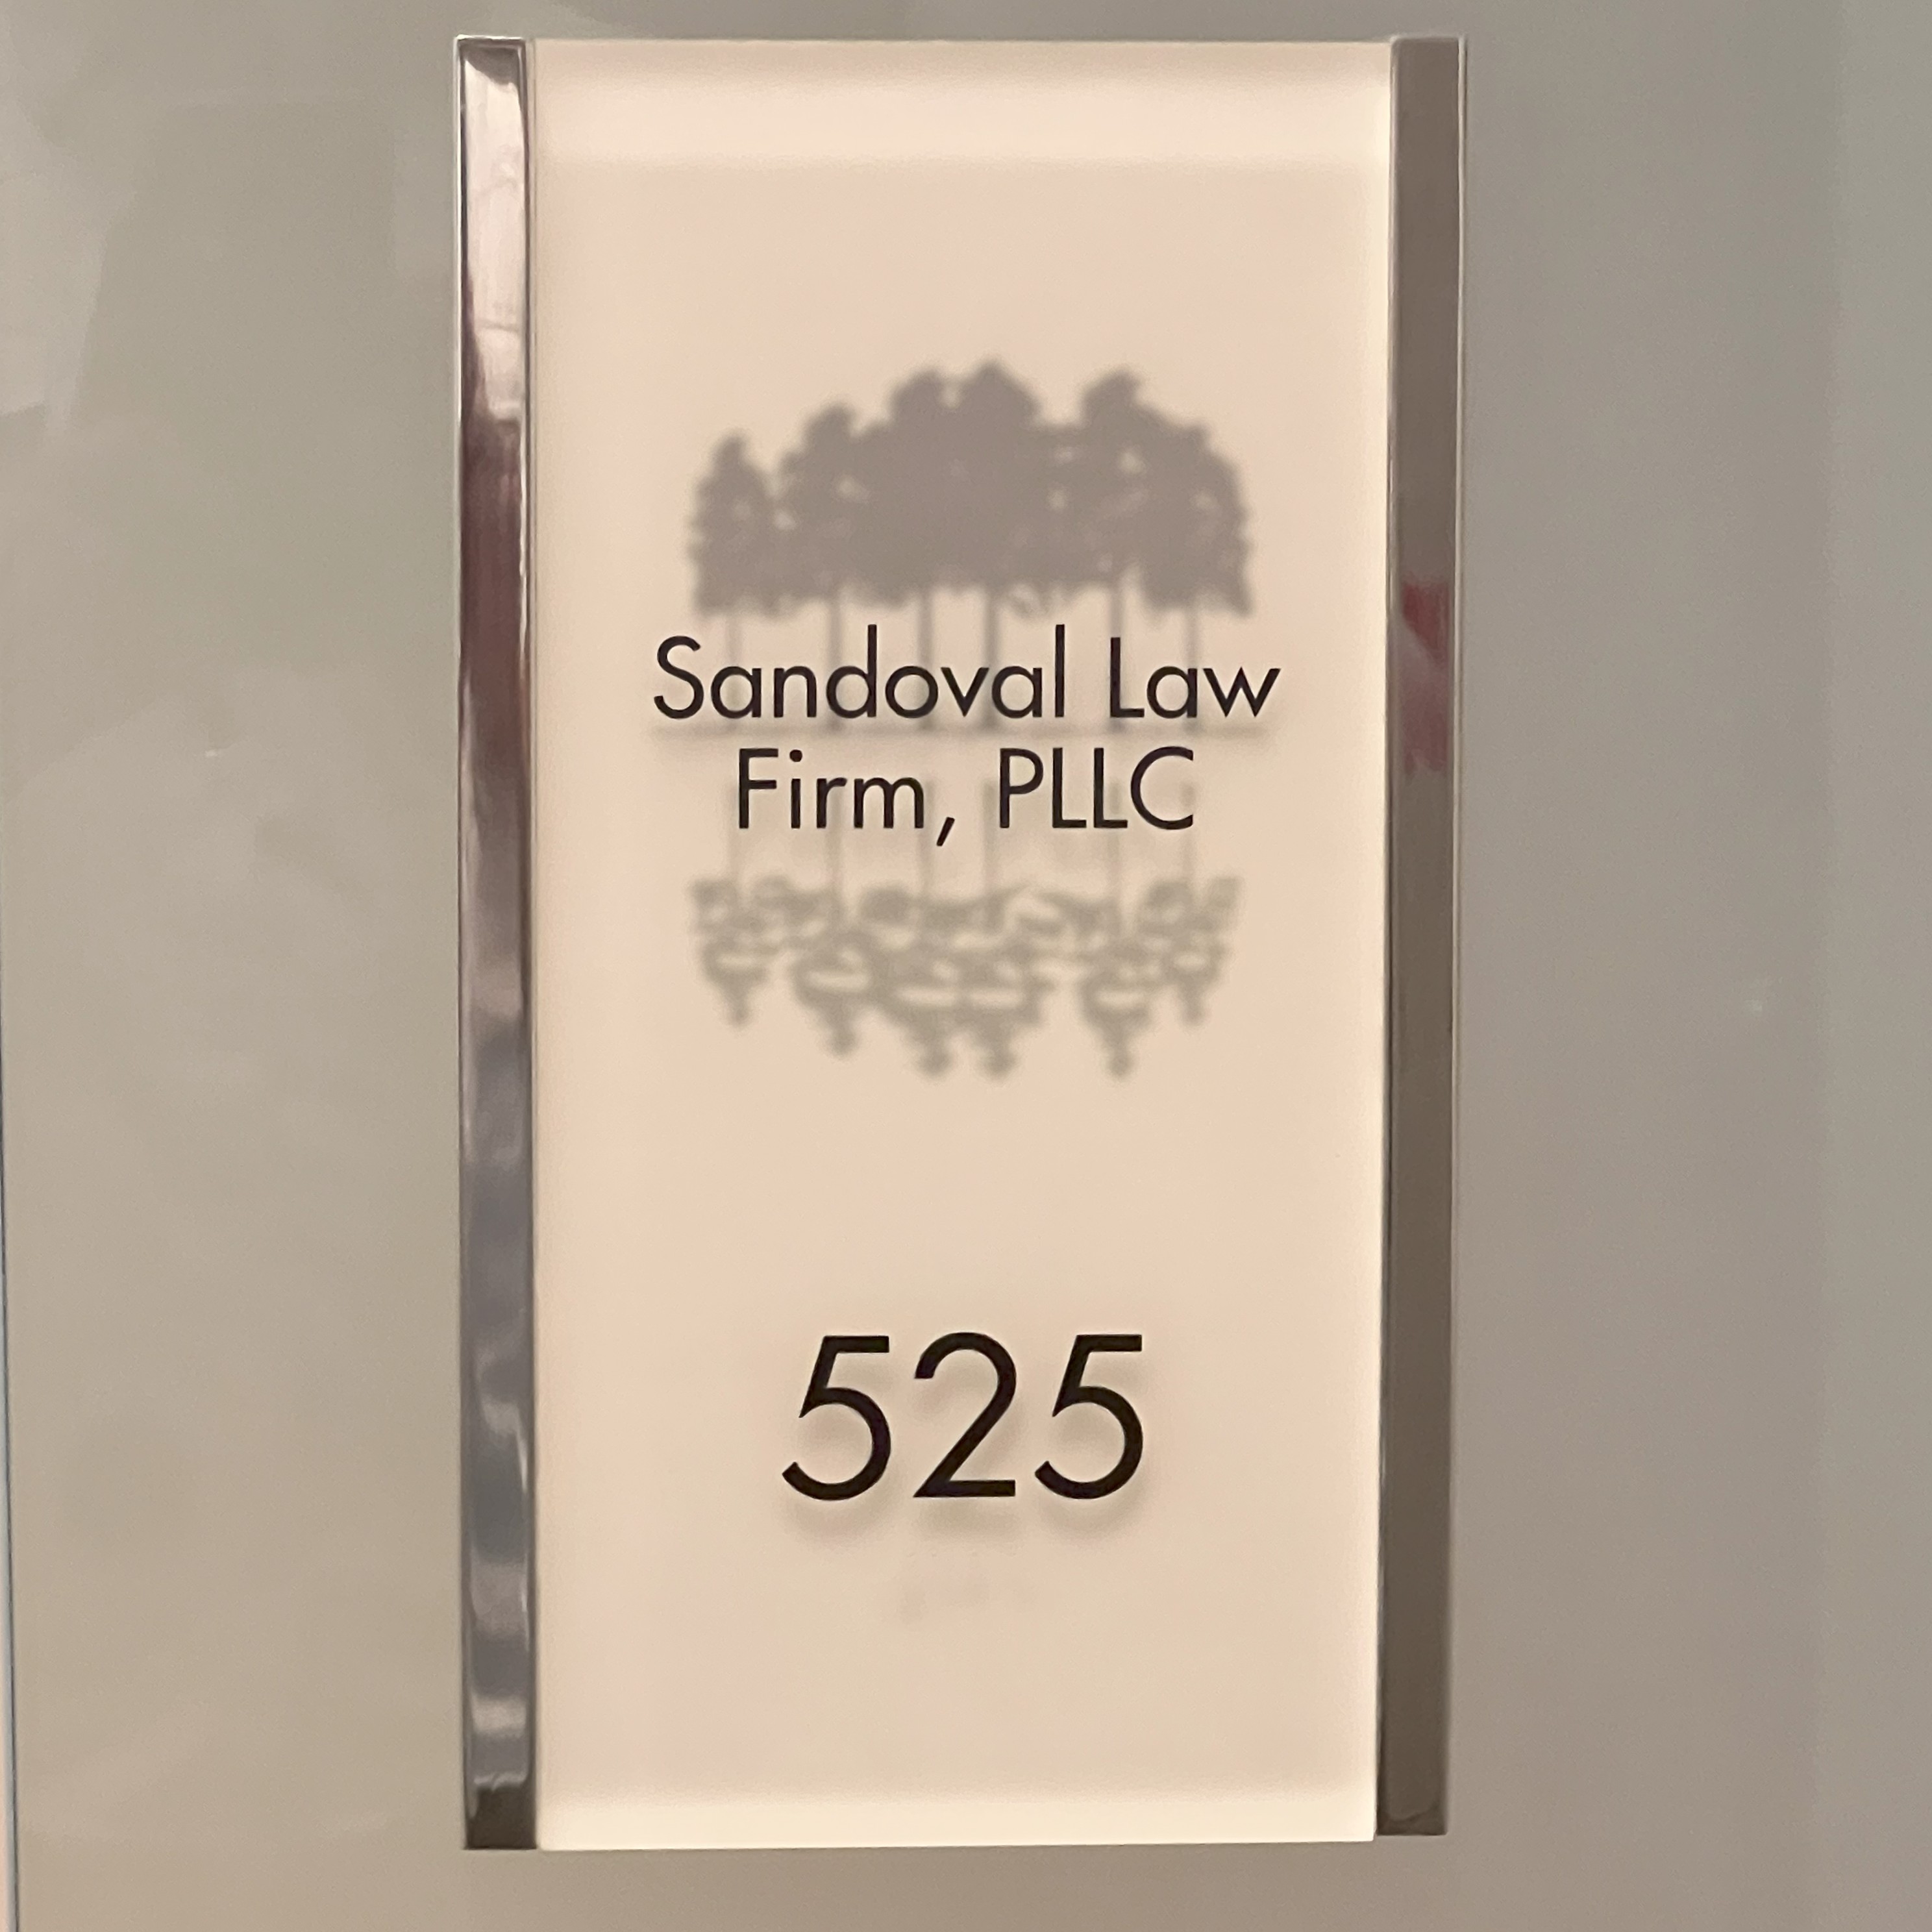 Sandoval Law
Firm, PLLC
525